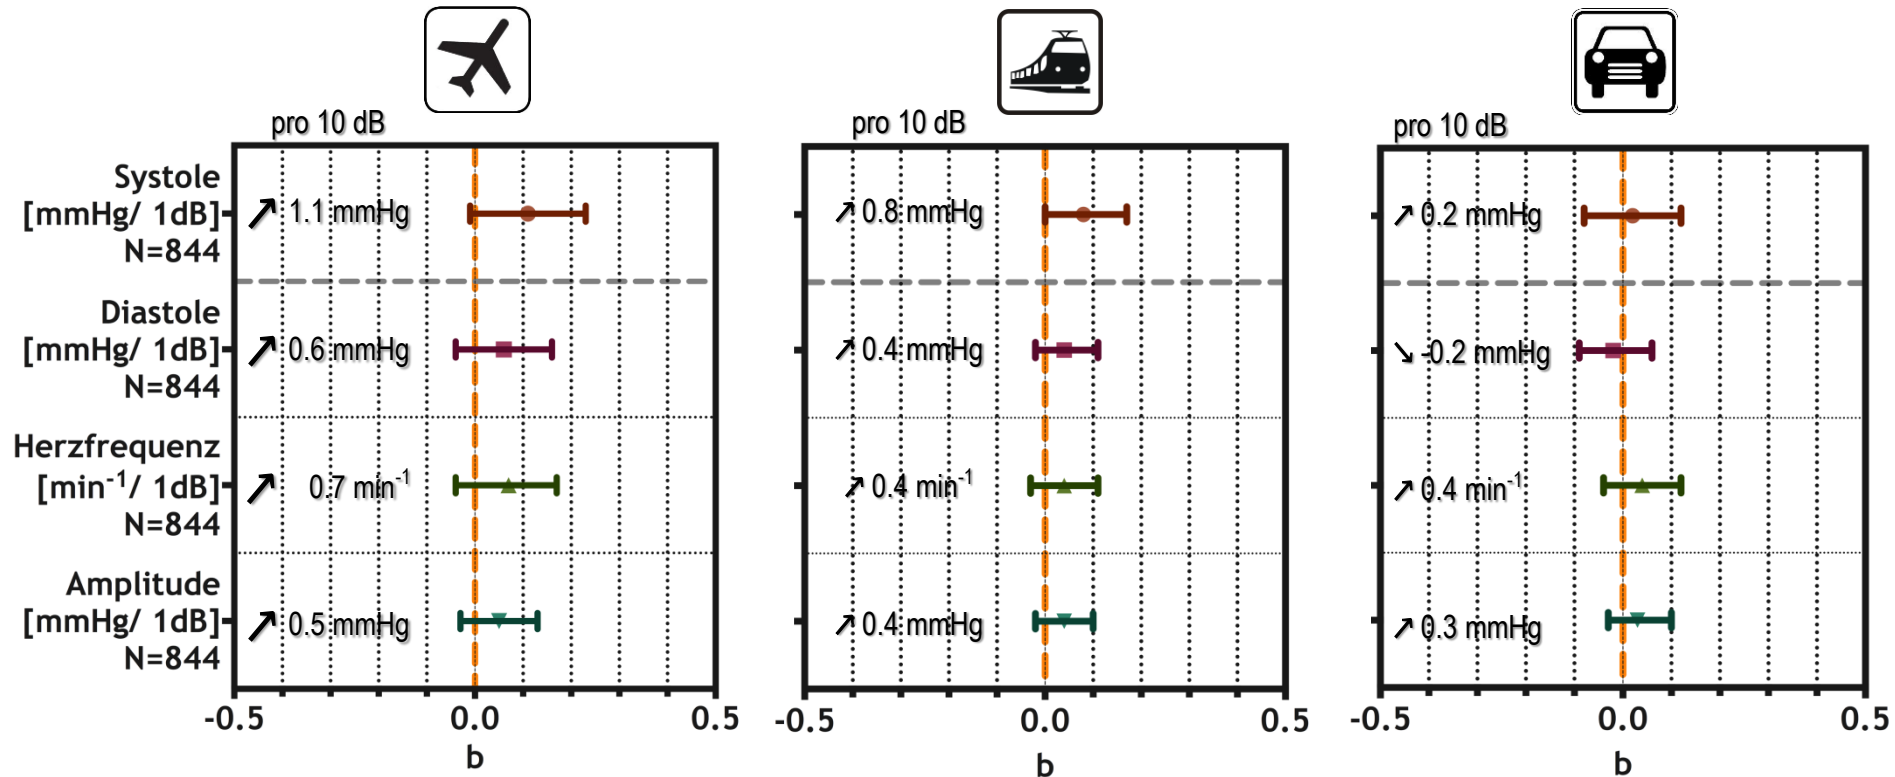 pro 10 dB
pro 10 dB
pro 10 dB
Systole
[mmHg/ 1dB]
N=844
↗ 1.1 mmHg
↗ 0.8 mmHg
↗ 0.2 mmHg
Diastole
[mmHg/ 1dB]
N=844
↗ 0.6 mmHg
↗ 0.4 mmHg
↘ -0.2 mmHg
Herzfrequenz
[min⁻¹/ 1dB]
N=844
↗ 0.7 min⁻¹
↗ 0.4 min⁻¹
↗ 0.4 min⁻¹
Amplitude
[mmHg/ 1dB]
N=844
↗ 0.5 mmHg
↗ 0.4 mmHg
↗ 0.3 mmHg
-0.5 0.0 0.5
b
-0.5 0.0 0.5
b
-0.5 0.0 0.5
b